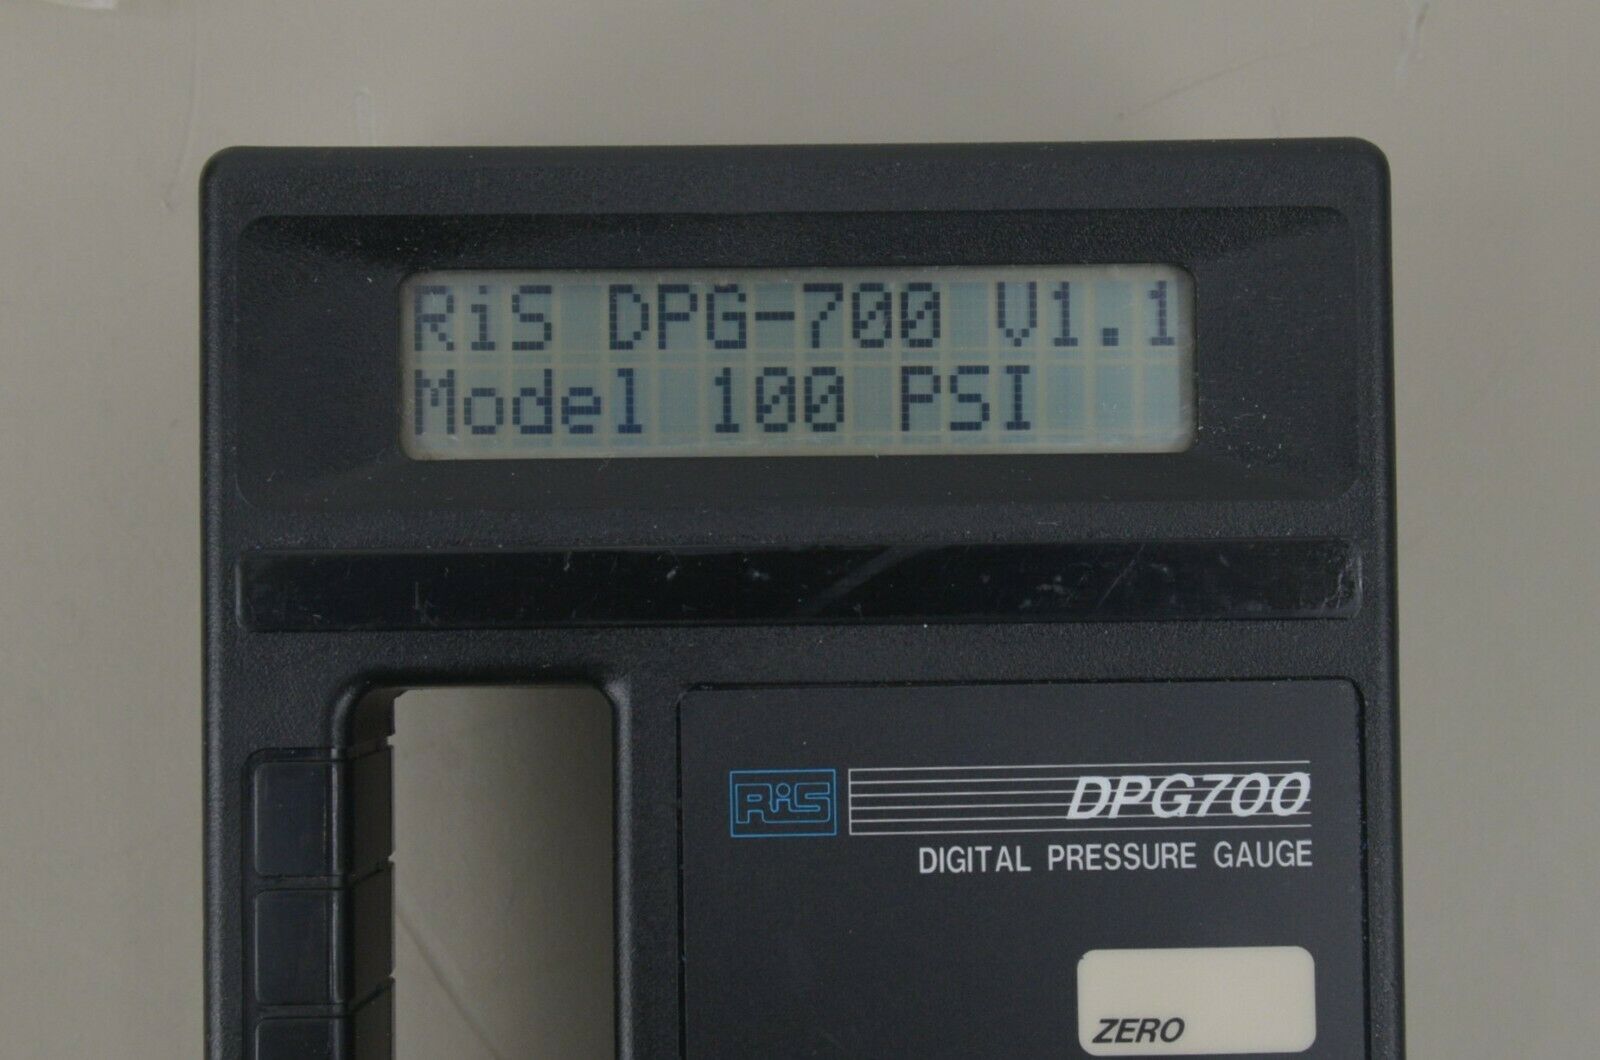 RiS DPG-700 V1.1
Model 100 PSI
RiS DPG700
DIGITAL PRESSURE GAUGE
ZERO